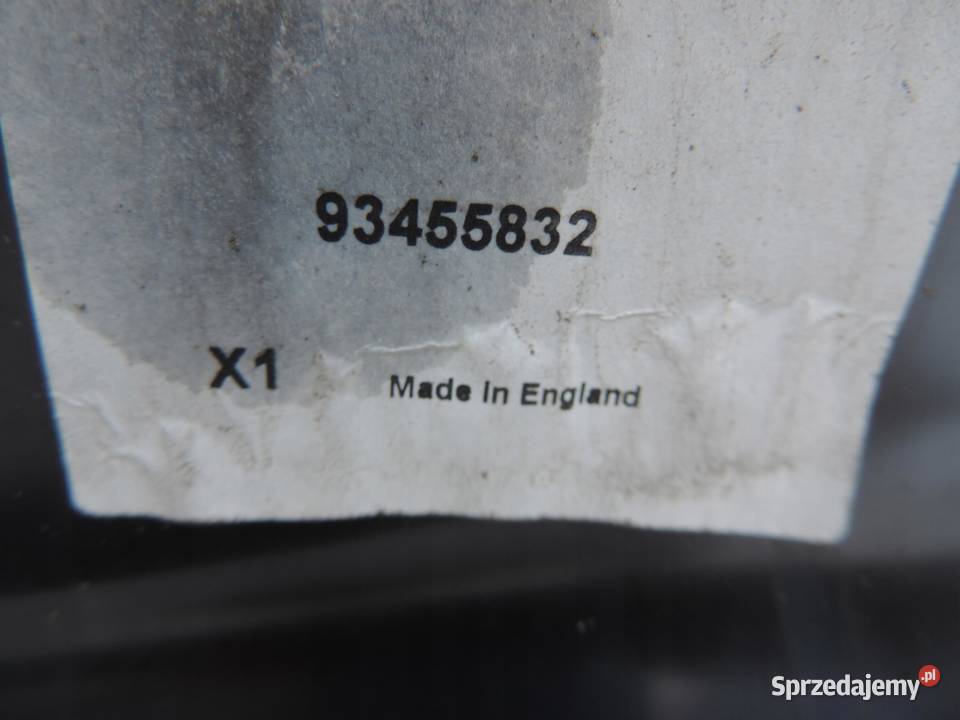 93455832
X1 Made In England
Sprzedajemy.pl